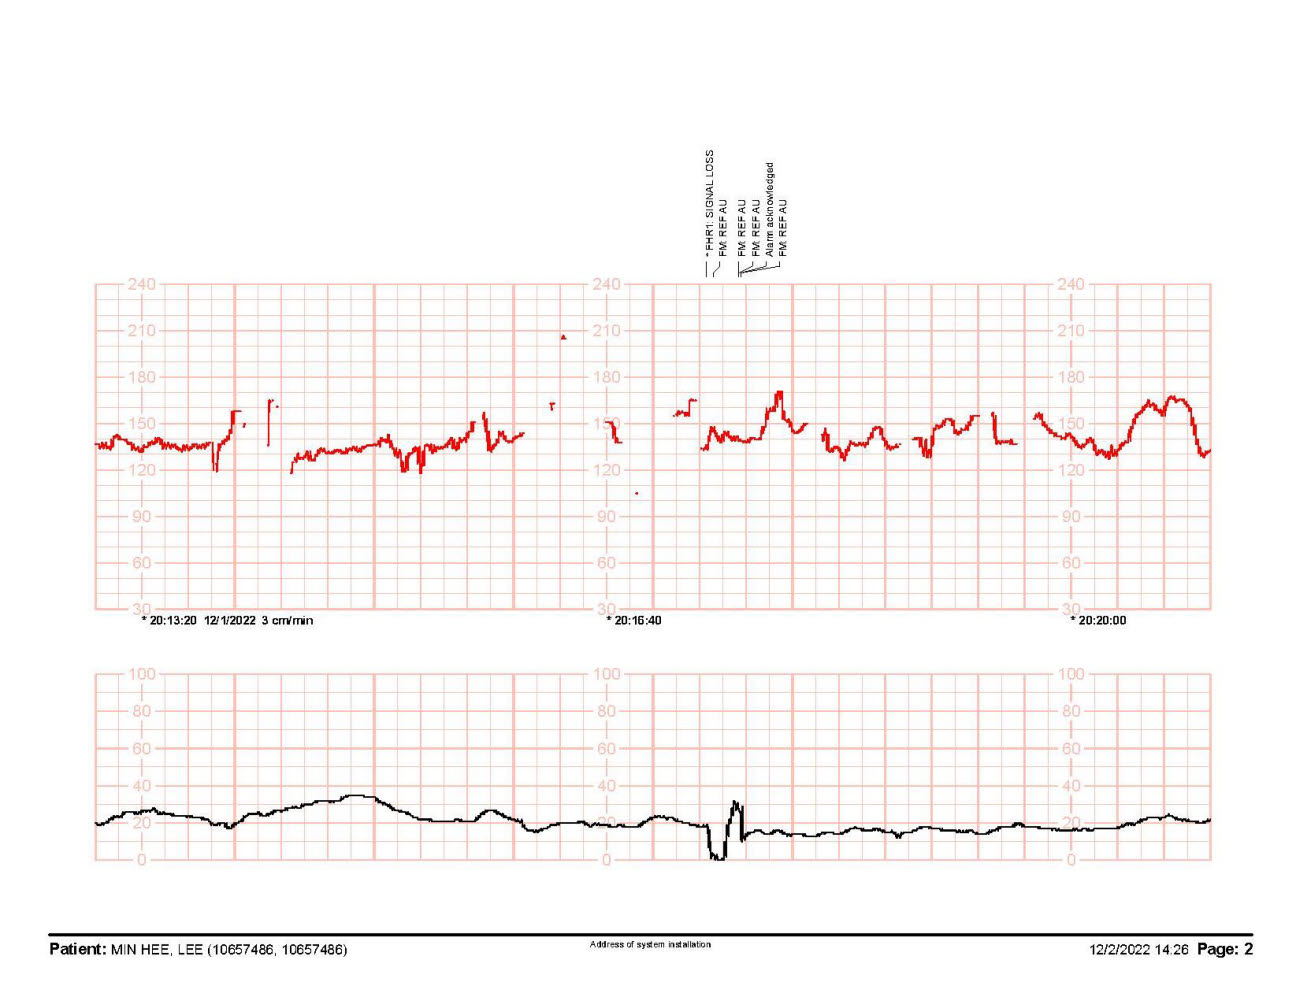 * FHR1: SIGNAL LOSS
FM: REF AU
FM: REF AU
FM: REF AU
Alarm acknowledged
FM: REF AU
240 240 240
210 210 210
180 180 180
150 150 150
120 120 120
90 90 90
60 60 60
30 30 30
* 20:13:20 12/1/2022 3 cm/min * 20:16:40 * 20:20:00
100 100 100
80 80 80
60 60 60
40 40 40
20 20 20
0 0 0
Patient: MIN HEE, LEE (10657486, 10657486) Address of system installation 12/2/2022 14:26 Page: 2